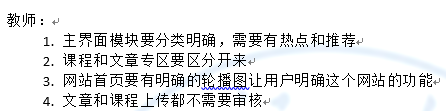 教师：
1. 主界面模块要分类明确，需要有热点和推荐
2. 课程和文章专区要区分开来
3. 网站首页要有明确的轮播图让用户明确这个网站的功能
4. 文章和课程上传都不需要审核